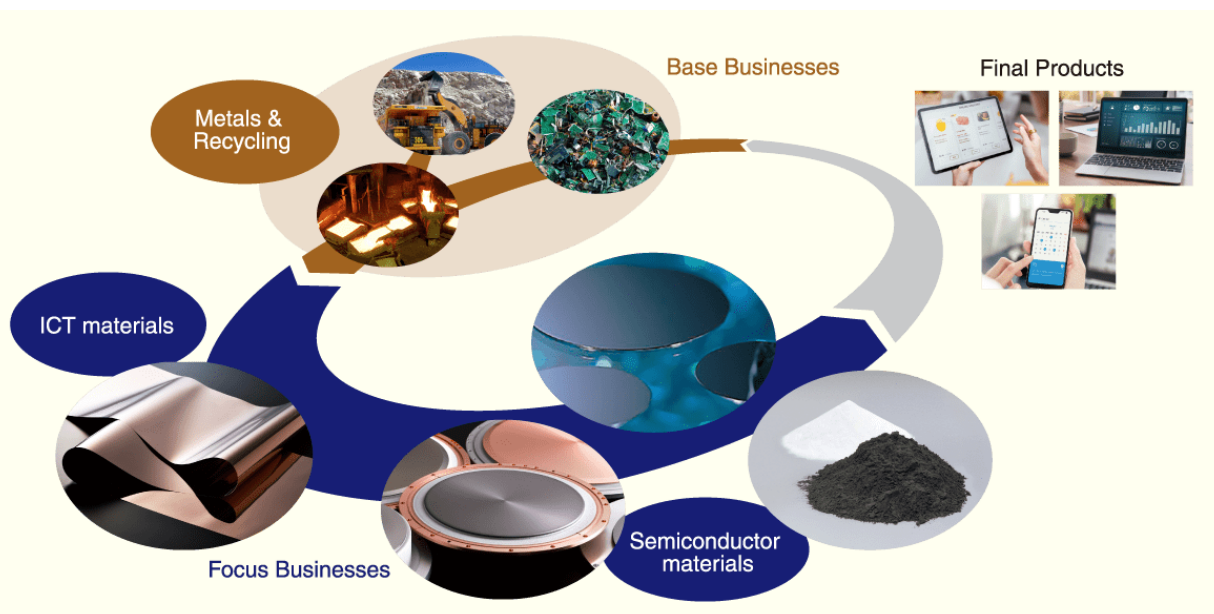 Base Businesses
Final Products
Metals &
Recycling
ICT materials
Semiconductor
materials
Focus Businesses